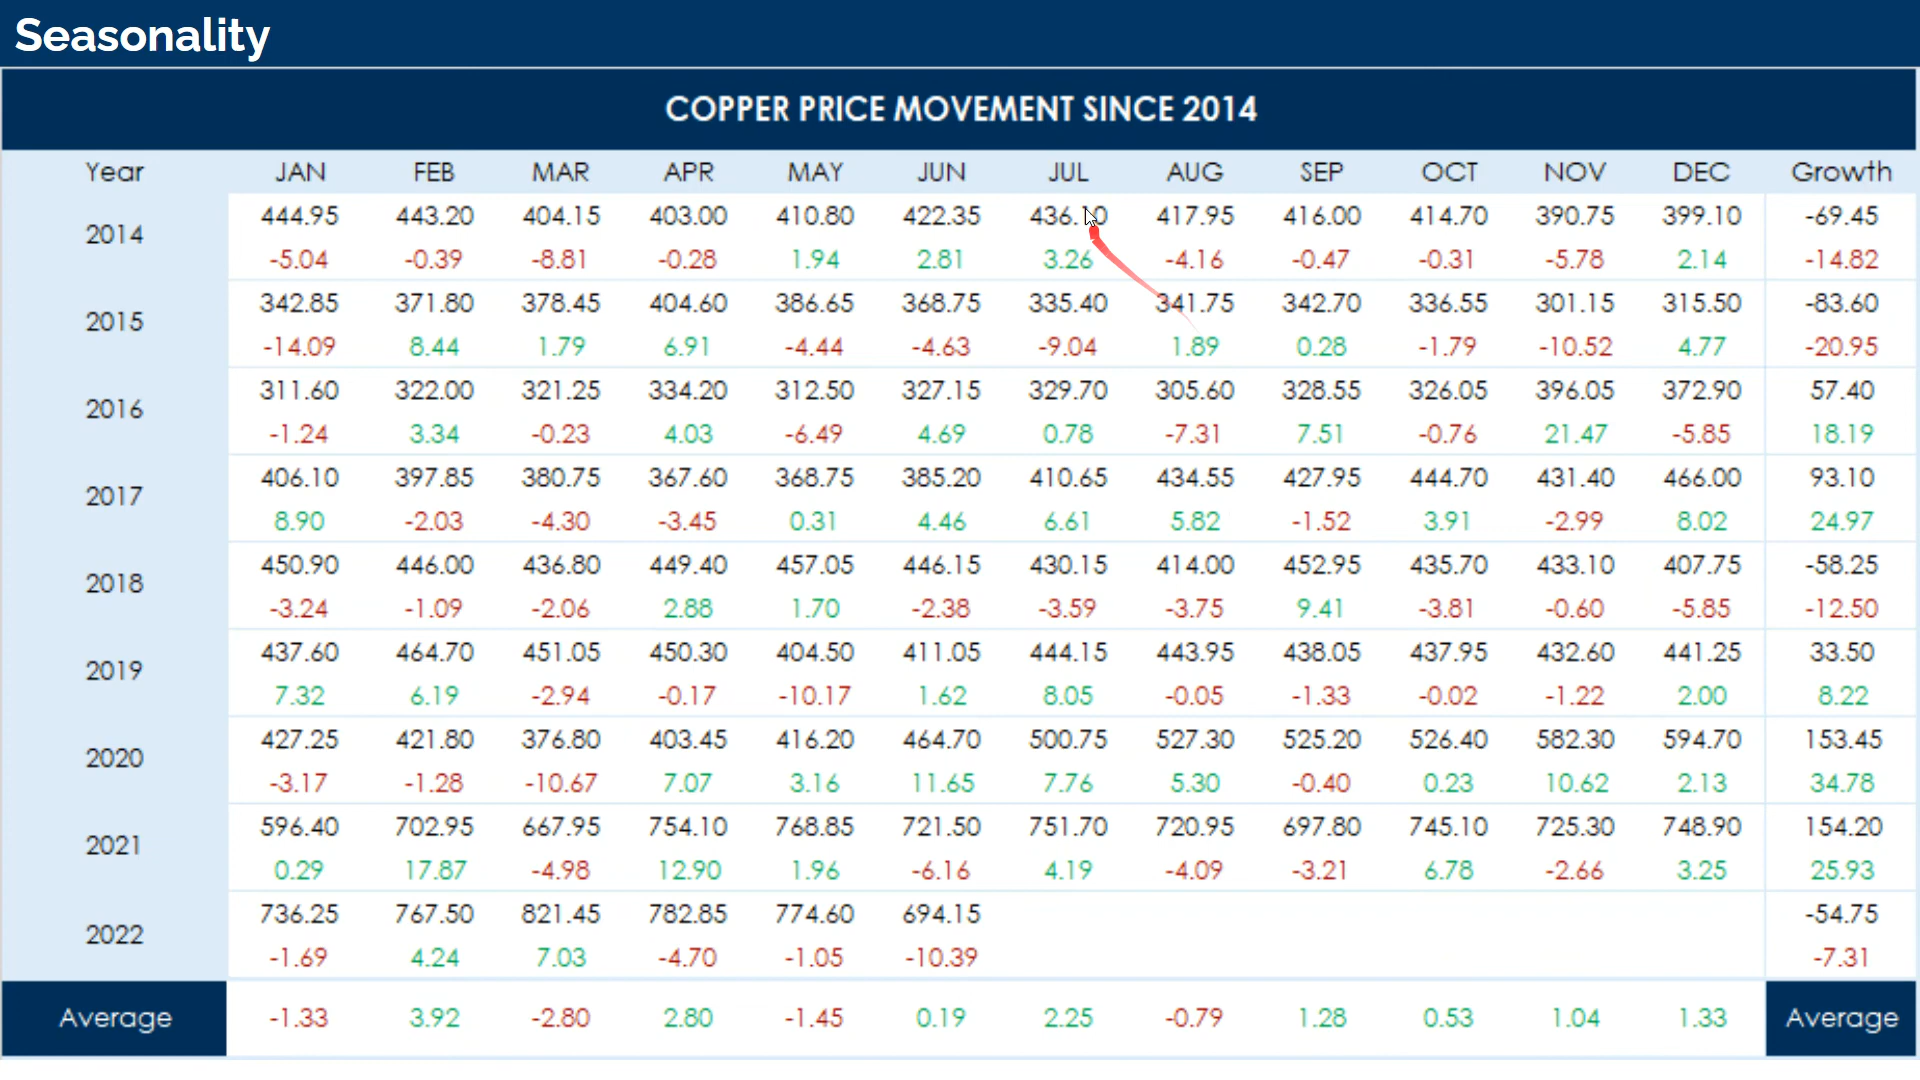 Seasonality
COPPER PRICE MOVEMENT SINCE 2014
Year JAN FEB MAR APR MAY JUN JUL AUG SEP OCT NOV DEC Growth
2014 444.95 443.20 404.15 403.00 410.80 422.35 436.10 417.95 416.00 414.70 390.75 399.10 -69.45
-5.04 -0.39 -8.81 -0.28 1.94 2.81 3.26 -4.16 -0.47 -0.31 -5.78 2.14 -14.82
2015 342.85 371.80 378.45 404.60 386.65 368.75 335.40 341.75 342.70 336.55 301.15 315.50 -83.60
-14.09 8.44 1.79 6.91 -4.44 -4.63 -9.04 1.89 0.28 -1.79 -10.52 4.77 -20.95
2016 311.60 322.00 321.25 334.20 312.50 327.15 329.70 305.60 328.55 326.05 396.05 372.90 57.40
-1.24 3.34 -0.23 4.03 -6.49 4.69 0.78 -7.31 7.51 -0.76 21.47 -5.85 18.19
2017 406.10 397.85 380.75 367.60 368.75 385.20 410.65 434.55 427.95 444.70 431.40 466.00 93.10
8.90 -2.03 -4.30 -3.45 0.31 4.46 6.61 5.82 -1.52 3.91 -2.99 8.02 24.97
2018 450.90 446.00 436.80 449.40 457.05 446.15 430.15 414.00 452.95 435.70 433.10 407.75 -58.25
-3.24 -1.09 -2.06 2.88 1.70 -2.38 -3.59 -3.75 9.41 -3.81 -0.60 -5.85 -12.50
2019 437.60 464.70 451.05 450.30 404.50 411.05 444.15 443.95 438.05 437.95 432.60 441.25 33.50
7.32 6.19 -2.94 -0.17 -10.17 1.62 8.05 -0.05 -1.33 -0.02 -1.22 2.00 8.22
2020 427.25 421.80 376.80 403.45 416.20 464.70 500.75 527.30 525.20 526.40 582.30 594.70 153.45
-3.17 -1.28 -10.67 7.07 3.16 11.65 7.76 5.30 -0.40 0.23 10.62 2.13 34.78
2021 596.40 702.95 667.95 754.10 768.85 721.50 751.70 720.95 697.80 745.10 725.30 748.90 154.20
0.29 17.87 -4.98 12.90 1.96 -6.16 4.19 -4.09 -3.21 6.78 -2.66 3.25 25.93
2022 736.25 767.50 821.45 782.85 774.60 694.15 -54.75
-1.69 4.24 7.03 -4.70 -1.05 -10.39 -7.31
Average -1.33 3.92 -2.80 2.80 -1.45 0.19 2.25 -0.79 1.28 0.53 1.04 1.33 Average